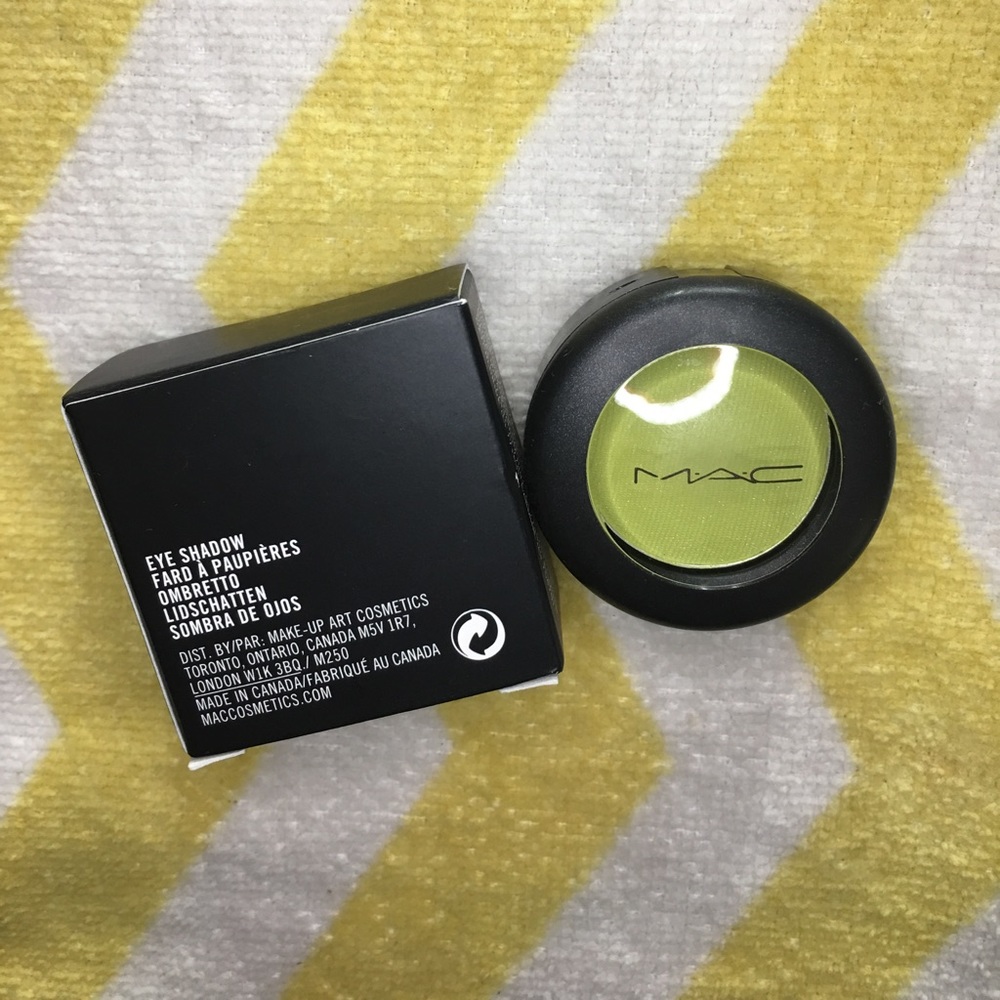 EYE SHADOW
FARD À PAUPIÈRES
OMBRETTO
LIDSCHATTEN
SOMBRA DE OJOS
DIST. BY/PAR: MAKE-UP ART COSMETICS
TORONTO, ONTARIO, CANADA M5V 1R7,
LONDON W1K 3BQ / M250
MADE IN CANADA/FABRIQUÉ AU CANADA
MACCOSMETICS.COM
M·A·C